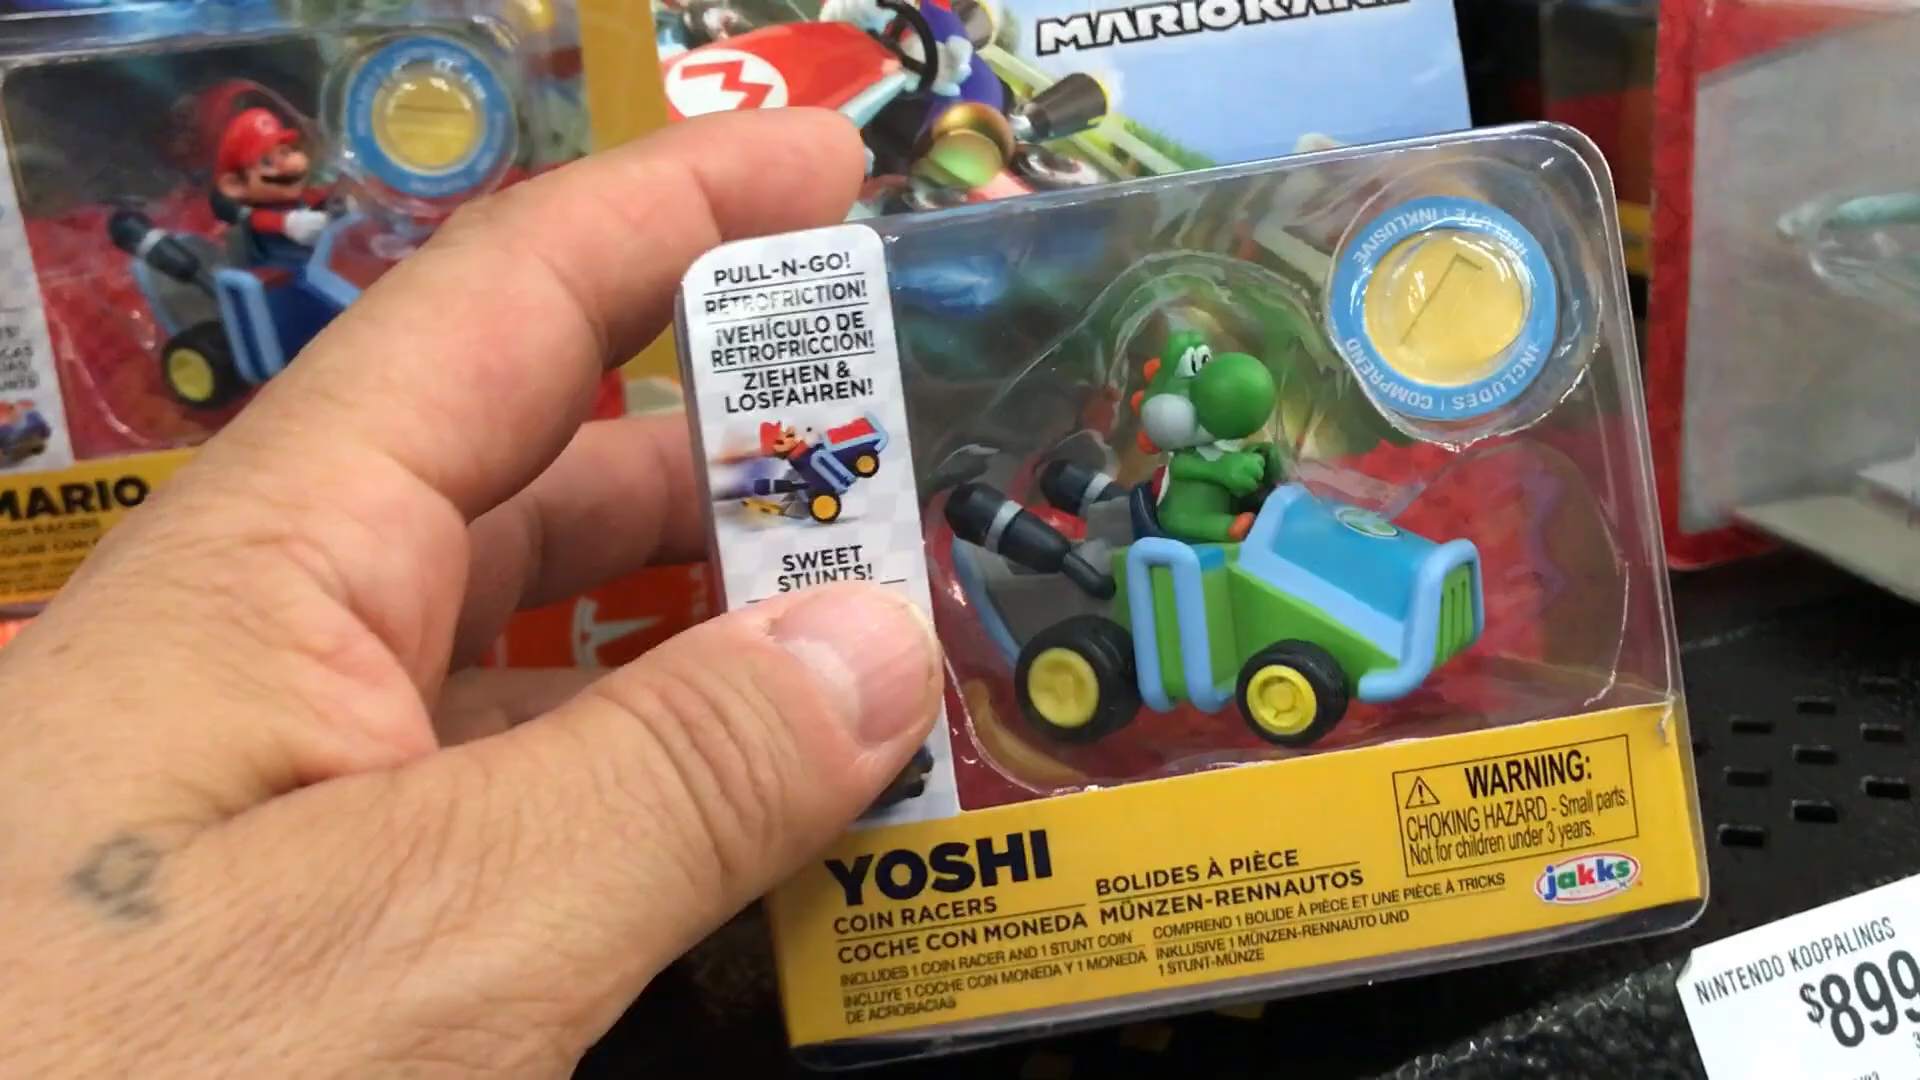 MARIOKART
PULL-N-GO!
RÉTROFRICTION!
¡VEHÍCULO DE
RETROFRICCIÓN!
ZIEHEN &
LOSFAHREN!
SWEET
STUNTS!
INCLUYE | INKLUSIVE
INCLUDES | COMPREND
MARIO
YOSHI
COIN RACERS
COCHE CON MONEDA
BOLIDES À PIÈCE
MÜNZEN-RENNAUTOS
INCLUDES 1 COIN RACER AND 1 STUNT COIN
INCLUYE 1 COCHE CON MONEDA Y 1 MONEDA
DE ACROBACIAS
COMPREND 1 BOLIDE À PIÈCE ET UNE PIÈCE À TRICKS
INKLUSIVE 1 MÜNZEN-RENNAUTO UND
1 STUNT-MÜNZE
WARNING:
CHOKING HAZARD - Small parts.
Not for children under 3 years.
jakks
NINTENDO KOOPALINGS
$899